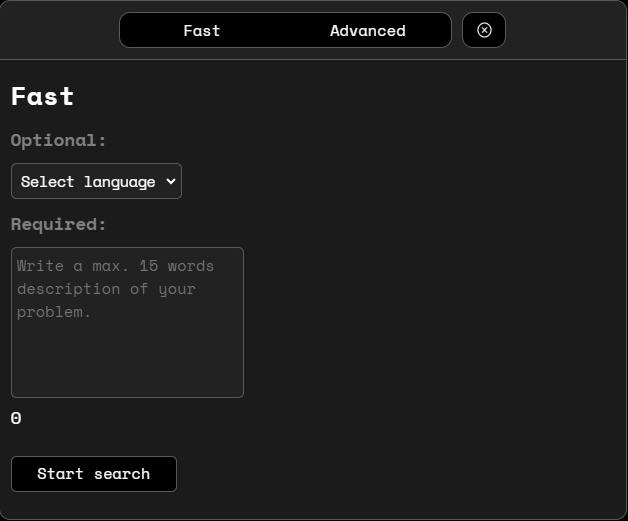 Fast
Advanced
Fast
Optional:
Select language
Required:
Write a max. 15 words
description of your
problem.
0
Start search